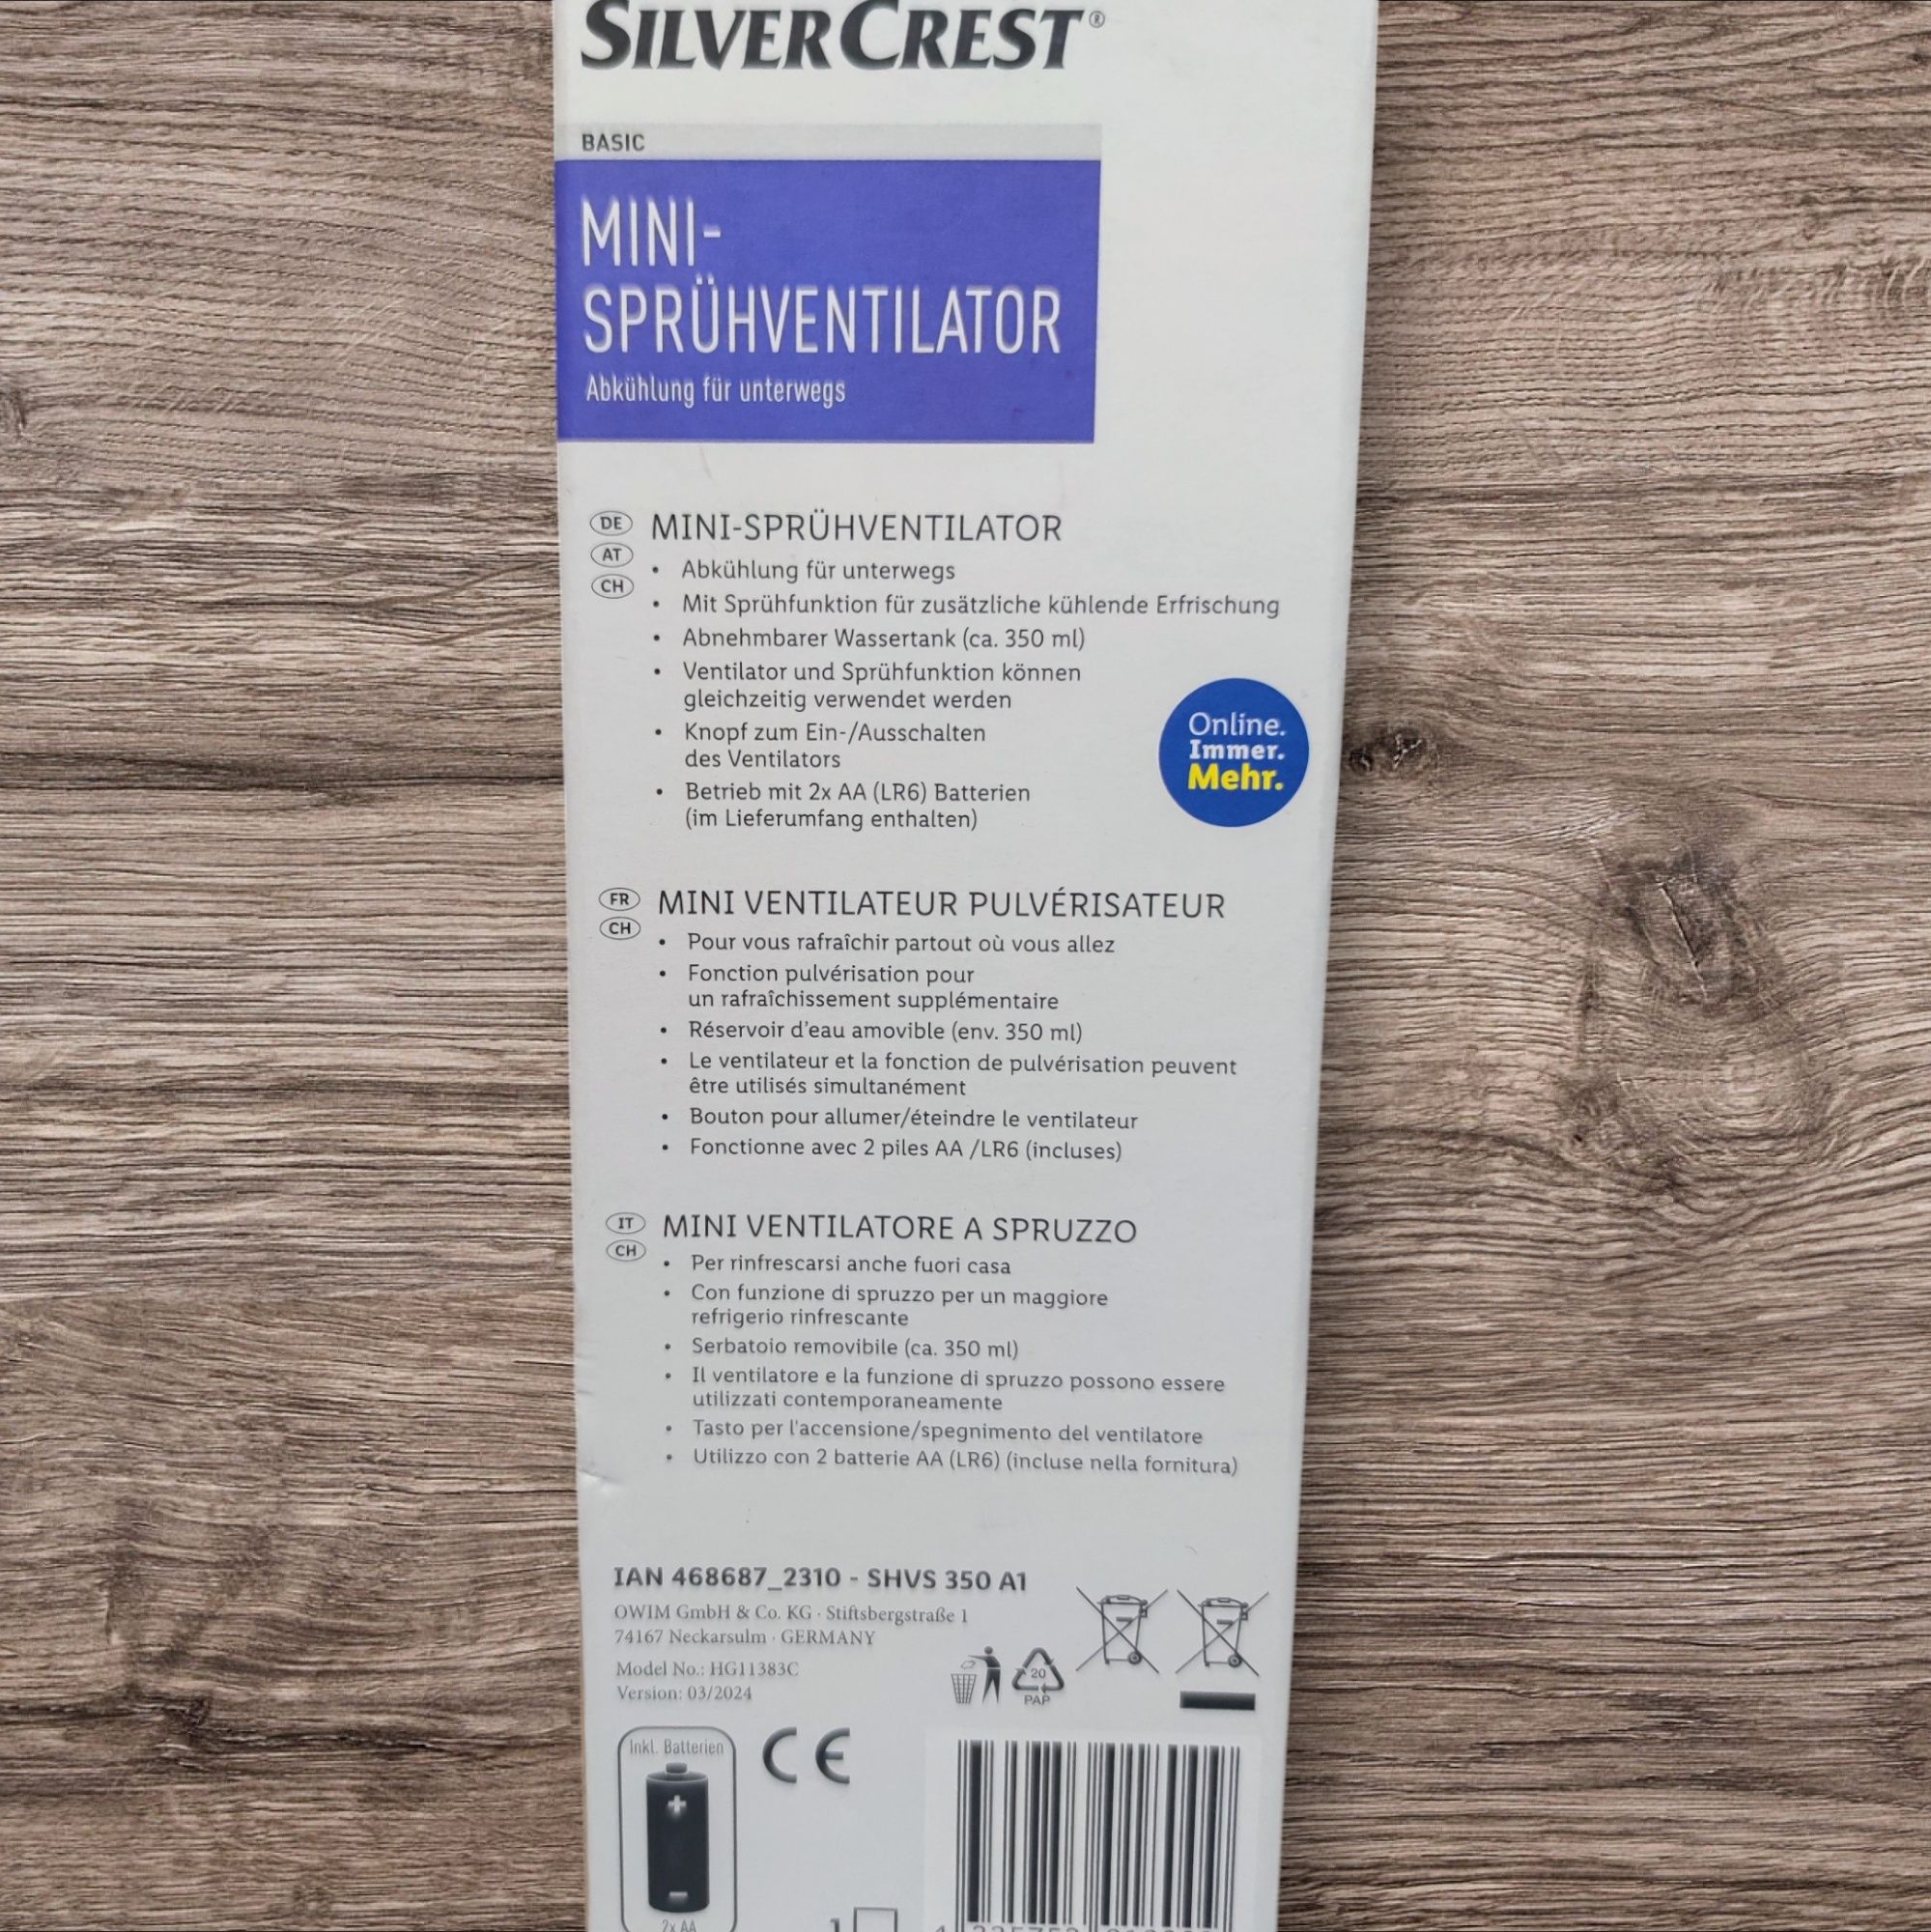 SILVERCREST®
BASIC
MINI-
SPRÜHVENTILATOR
Abkühlung für unterwegs
DE
AT
CH
MINI-SPRÜHVENTILATOR
• Abkühlung für unterwegs
• Mit Sprühfunktion für zusätzliche kühlende Erfrischung
• Abnehmbarer Wassertank (ca. 350 ml)
• Ventilator und Sprühfunktion können
gleichzeitig verwendet werden
• Knopf zum Ein-/Ausschalten
des Ventilators
• Betrieb mit 2x AA (LR6) Batterien
(im Lieferumfang enthalten)
Online.
Immer.
Mehr.
FR
CH
MINI VENTILATEUR PULVÉRISATEUR
• Pour vous rafraîchir partout où vous allez
• Fonction pulvérisation pour
un rafraîchissement supplémentaire
• Réservoir d'eau amovible (env. 350 ml)
• Le ventilateur et la fonction de pulvérisation peuvent
être utilisés simultanément
• Bouton pour allumer/éteindre le ventilateur
• Fonctionne avec 2 piles AA /LR6 (incluses)
IT
CH
MINI VENTILATORE A SPRUZZO
• Per rinfrescarsi anche fuori casa
• Con funzione di spruzzo per un maggiore
refrigerio rinfrescante
• Serbatoio removibile (ca. 350 ml)
• Il ventilatore e la funzione di spruzzo possono essere
utilizzati contemporaneamente
• Tasto per l'accensione/spegnimento del ventilatore
• Utilizzo con 2 batterie AA (LR6) (incluse nella fornitura)
IAN 468687_2310 - SHVS 350 A1
OWIM GmbH & Co. KG · Stiftsbergstraße 1
74167 Neckarsulm · GERMANY
Model No.: HG11383C
Version: 03/2024
20
PAP
Inkl. Batterien
CE
+
-
2x AA